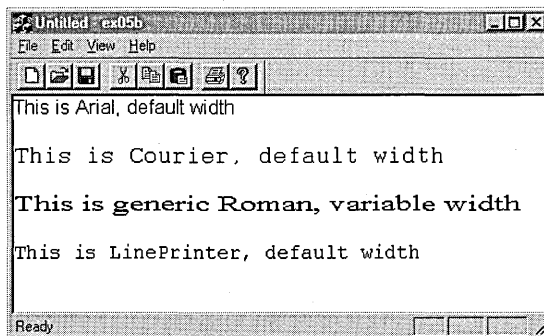 Untitled - ex05b
File Edit View Help
This is Arial, default width
This is Courier, default width
This is generic Roman, variable width
This is LinePrinter, default width
Ready